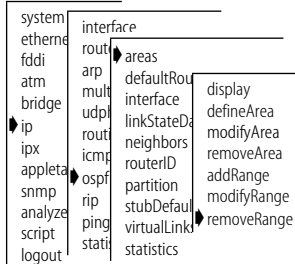 system
etherne
fddi
atm
bridge
ip
ipx
appleta
snmp
analyze
script
logout
interface
route
arp
mult
udph
routi
icmp
ospf
rip
ping
statis
areas
defaultRou
interface
linkStateDa
neighbors
routerID
partition
stubDefaul
virtualLink
statistics
display
defineArea
modifyArea
removeArea
addRange
modifyRange
removeRange